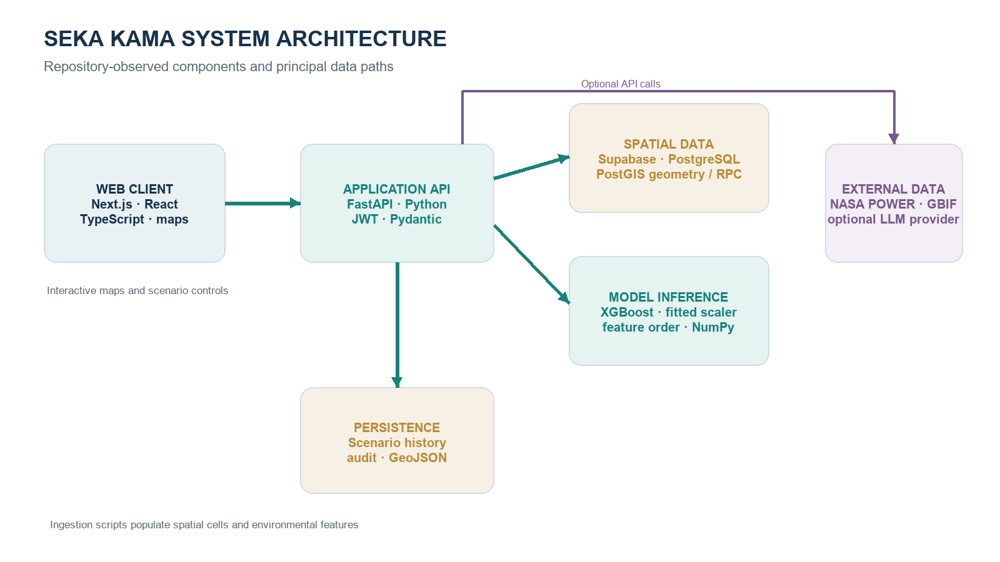 SEKA KAMA SYSTEM ARCHITECTURE
Repository-observed components and principal data paths
Optional API calls
WEB CLIENT
Next.js · React
TypeScript · maps
APPLICATION API
FastAPI · Python
JWT · Pydantic
SPATIAL DATA
Supabase · PostgreSQL
PostGIS geometry / RPC
EXTERNAL DATA
NASA POWER · GBIF
optional LLM provider
Interactive maps and scenario controls
MODEL INFERENCE
XGBoost · fitted scaler
feature order · NumPy
PERSISTENCE
Scenario history
audit · GeoJSON
Ingestion scripts populate spatial cells and environmental features